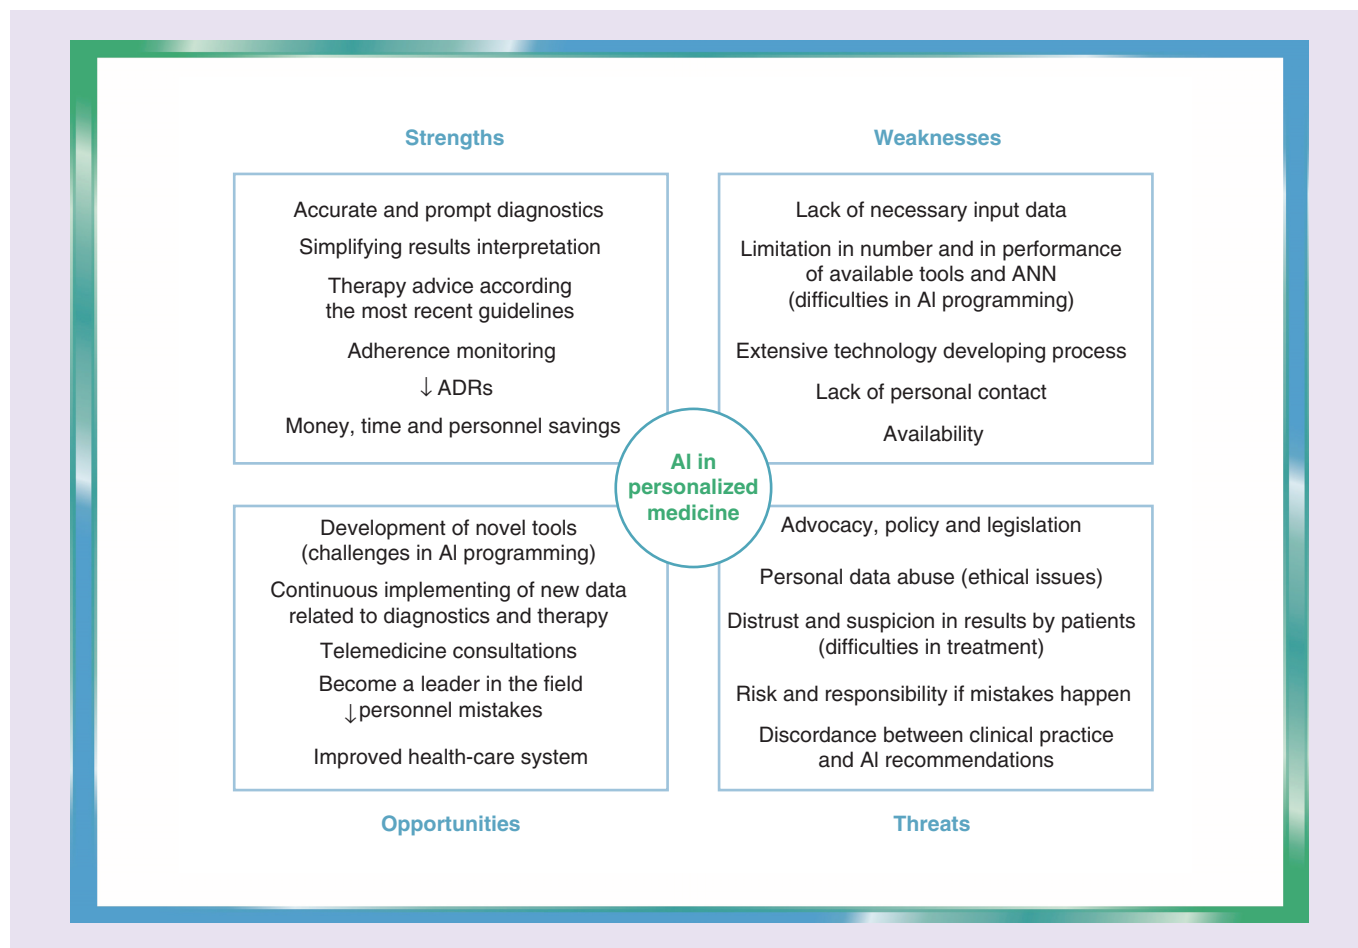 Strengths
Accurate and prompt diagnostics
Simplifying results interpretation
Therapy advice according
the most recent guidelines
Adherence monitoring
↓ ADRs
Money, time and personnel savings
Weaknesses
Lack of necessary input data
Limitation in number and in performance
of available tools and ANN
(difficulties in AI programming)
Extensive technology developing process
Lack of personal contact
Availability
AI in
personalized
medicine
Development of novel tools
(challenges in AI programming)
Continuous implementing of new data
related to diagnostics and therapy
Telemedicine consultations
Become a leader in the field
↓ personnel mistakes
Improved health-care system
Opportunities
Advocacy, policy and legislation
Personal data abuse (ethical issues)
Distrust and suspicion in results by patients
(difficulties in treatment)
Risk and responsibility if mistakes happen
Discordance between clinical practice
and AI recommendations
Threats